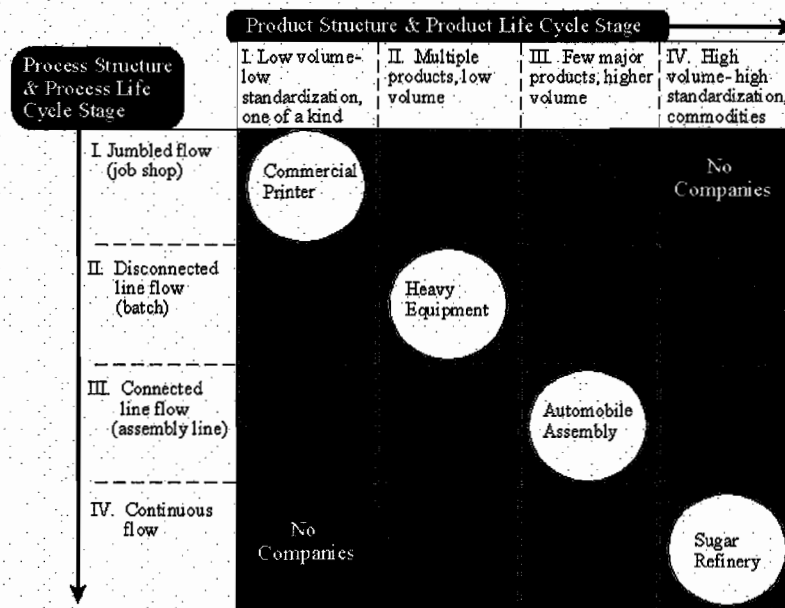 Product Structure & Product Life Cycle Stage
Process Structure
& Process Life
Cycle Stage
I. Low volume-
low
standardization,
one of a kind
II. Multiple
products, low
volume
III. Few major
products, higher
volume
IV. High
volume-high
standardization,
commodities
I. Jumbled flow
(job shop)
Commercial
Printer
No
Companies
II. Disconnected
line flow
(batch)
Heavy
Equipment
III. Connected
line flow
(assembly line)
Automobile
Assembly
IV. Continuous
flow
No
Companies
Sugar
Refinery